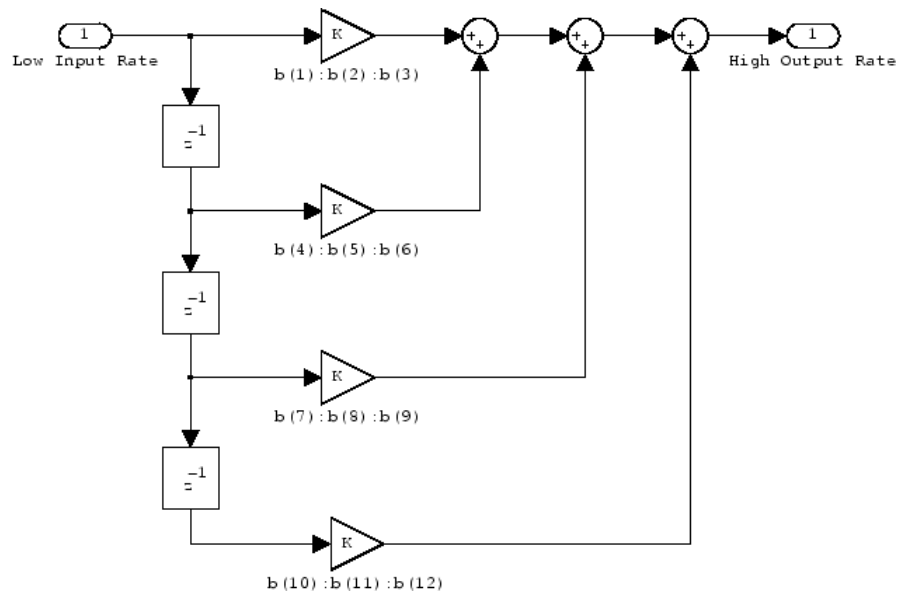 1
K
+
+
+
+
+
+
1
Low Input Rate
b(1):b(2):b(3)
High Output Rate
z⁻¹
K
b(4):b(5):b(6)
z⁻¹
K
b(7):b(8):b(9)
z⁻¹
K
b(10):b(11):b(12)